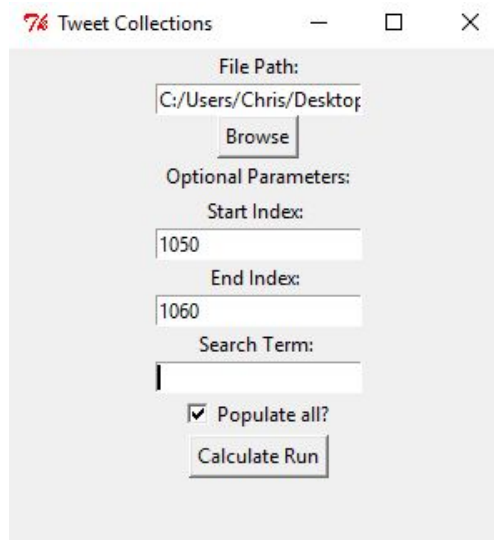 Tweet Collections
File Path:
C:/Users/Chris/Desktop
Browse
Optional Parameters:
Start Index:
1050
End Index:
1060
Search Term:
Populate all?
Calculate Run